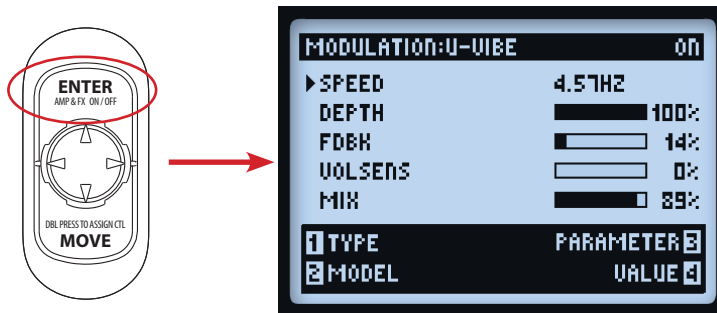 ENTER
AMP & FX ON / OFF
DBL PRESS TO ASSIGN CTL
MOVE
MODULATION:U-VIBE ON
SPEED 4.57HZ
DEPTH 100%
FDBK 14%
VOLSENS 0%
MIX 89%
1 TYPE PARAMETER 3
2 MODEL VALUE 4